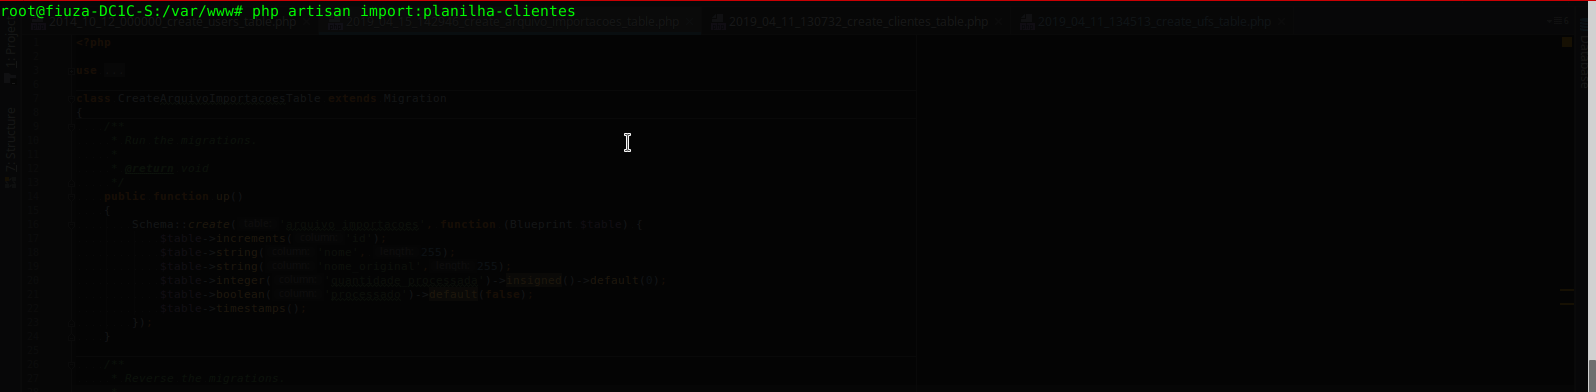 root@fiuza-DC1C-S:/var/www# php artisan import:planilha-clientes
2019_04_11_130732_create_clientes_table.php
2019_04_11_134513_create_ufs_table.php
1: Proje
<?php
use ...
class CreateArquivoImportacoesTable extends Migration
{
/**
* Run the migrations.
*
* @return void
*/
public function up()
{
Schema::create( 'arquivo_importacoes', function (Blueprint $table) {
$table->increments( 'id');
$table->string( 'nome', 255);
$table->string( 'nome_original', 255);
$table->integer( 'quantidade_processado')->unsigned()->default(0);
$table->boolean( 'processado')->default(false);
$table->timestamps();
});
}
/**
* Reverse the migrations.
Z: Structure